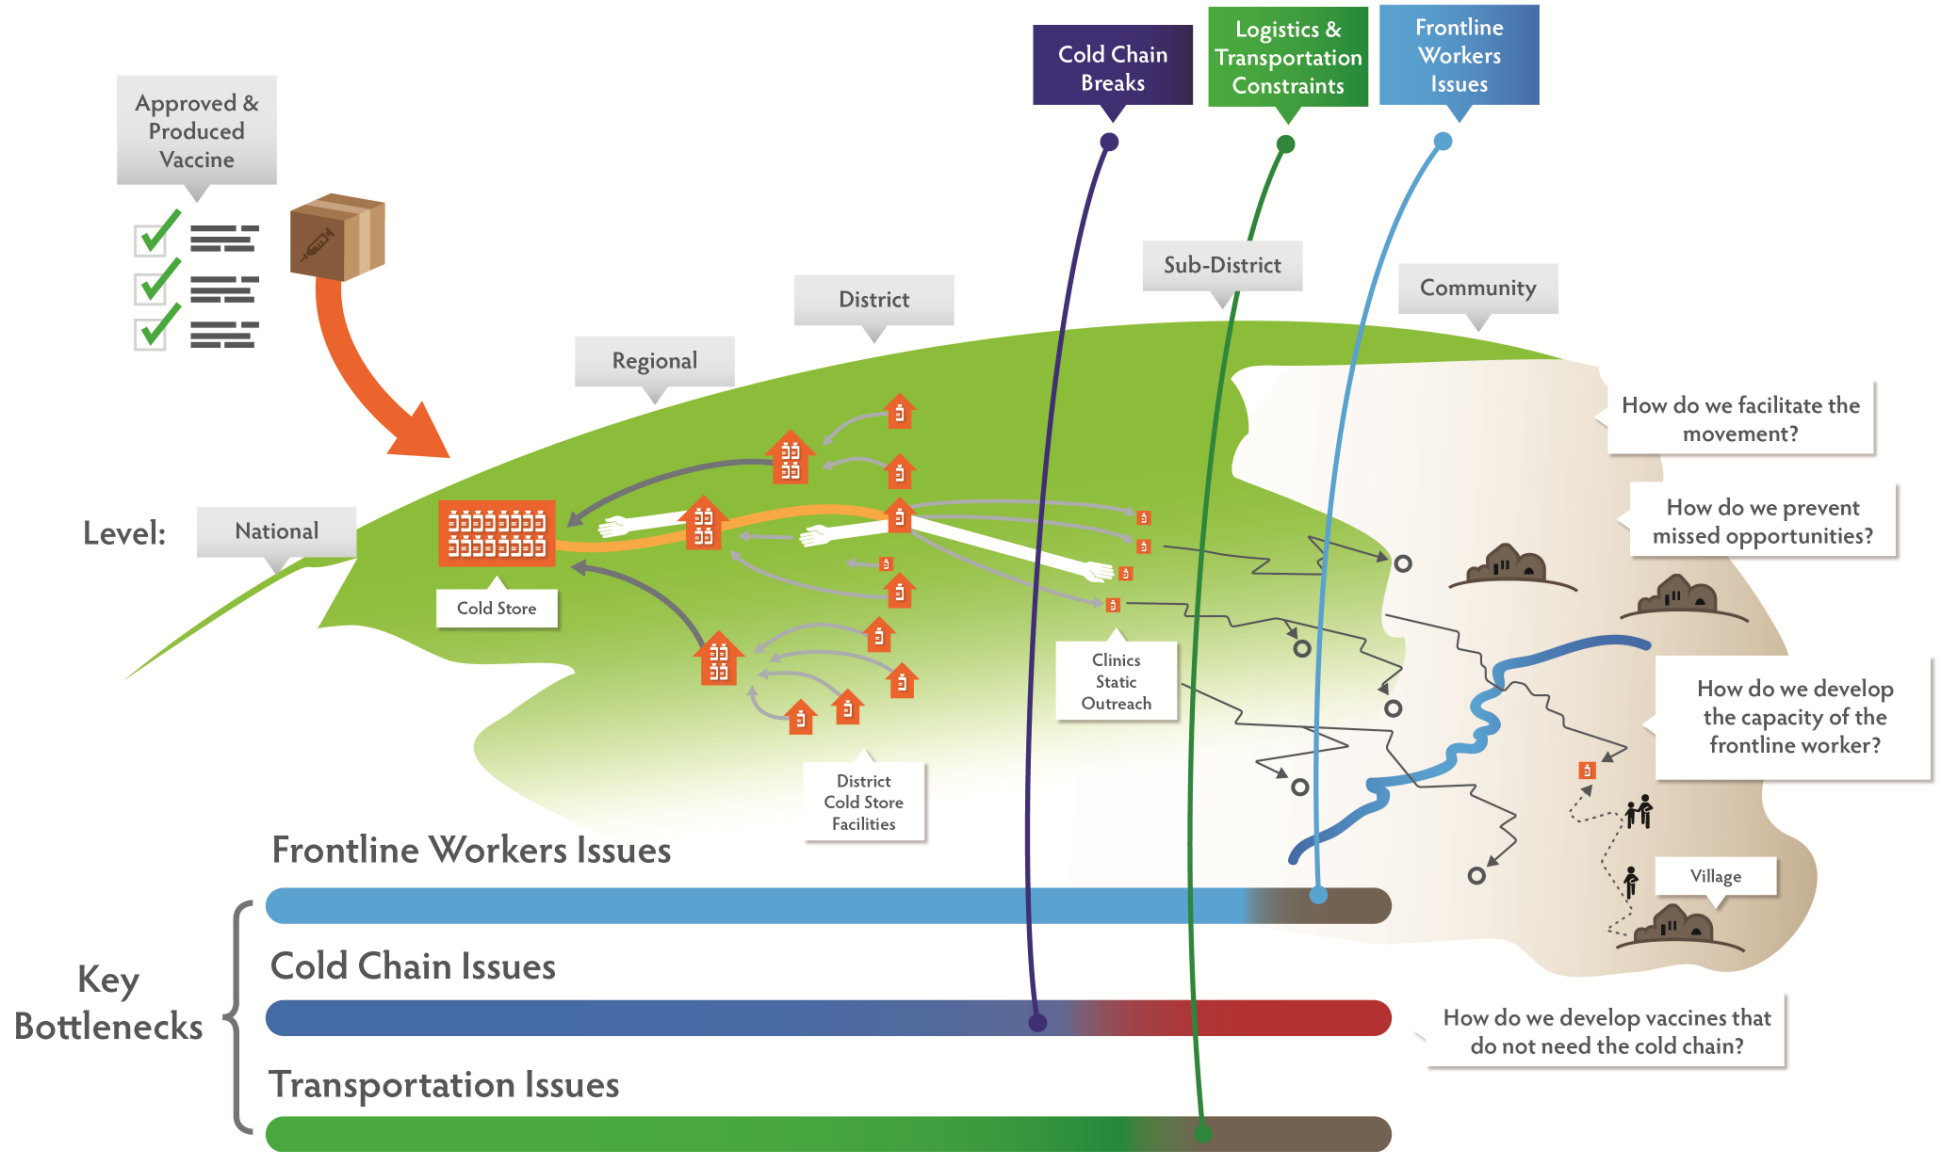 Cold Chain
Breaks
Logistics &
Transportation
Constraints
Frontline
Workers
Issues
Approved &
Produced
Vaccine
Sub-District
Community
District
Regional
How do we facilitate the
movement?
Level:
National
How do we prevent
missed opportunities?
Cold Store
Clinics
Static
Outreach
How do we develop
the capacity of the
frontline worker?
District
Cold Store
Facilities
Village
Frontline Workers Issues
Key
Bottlenecks
Cold Chain Issues
How do we develop vaccines that
do not need the cold chain?
Transportation Issues